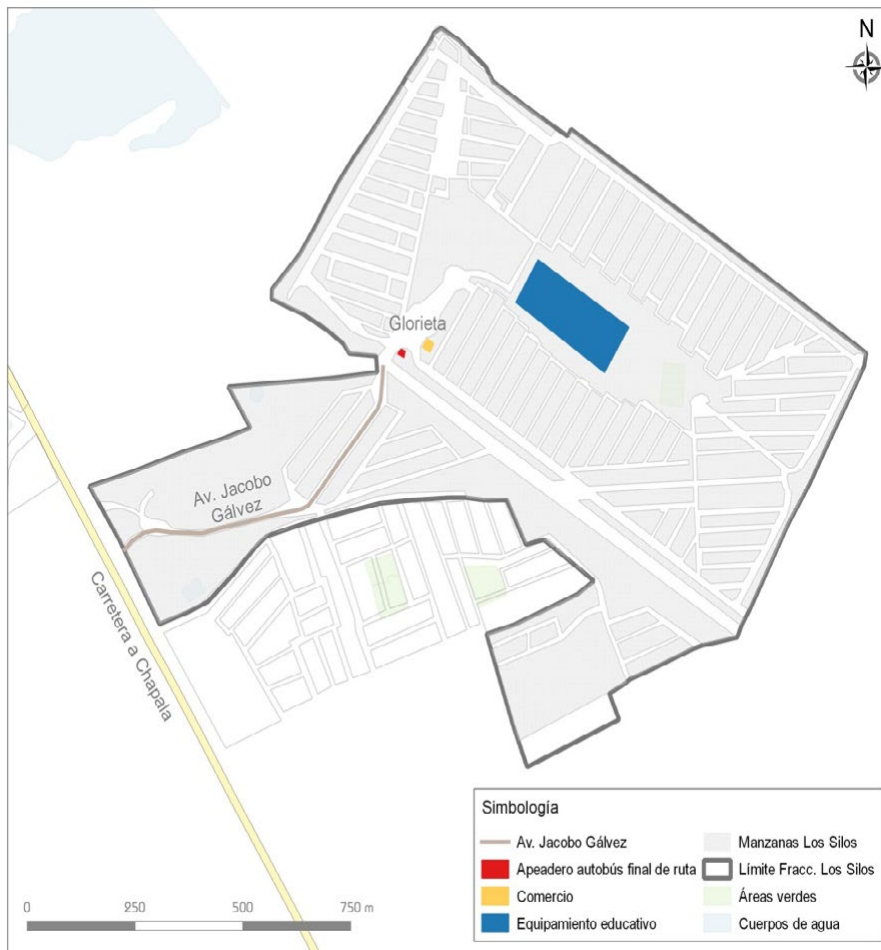 N
Glorieta
Av. Jacobo
Gálvez
Carretera a Chapala
Simbología
Av. Jacobo Gálvez
Apeadero autobús final de ruta
Comercio
Equipamiento educativo
Manzanas Los Silos
Límite Fracc. Los Silos
Áreas verdes
Cuerpos de agua
0 250 500 750 m